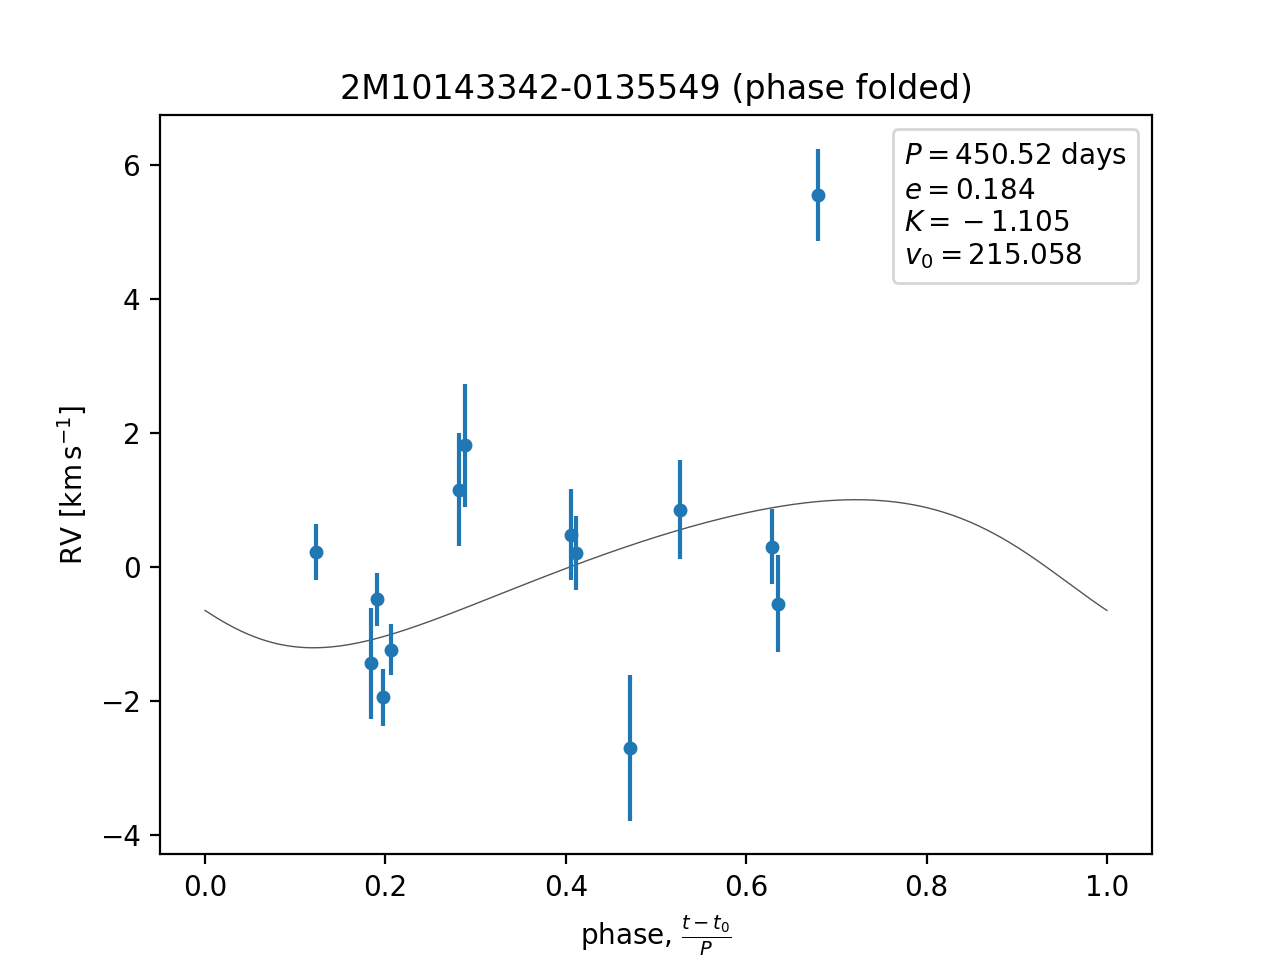 2M10143342-0135549 (phase folded)
P = 450.52 days
e = 0.184
K = −1.105
v₀ = 215.058
RV [km s⁻¹]
6
4
2
0
−2
−4
0.0 0.2 0.4 0.6 0.8 1.0
phase, (t − t₀)/P